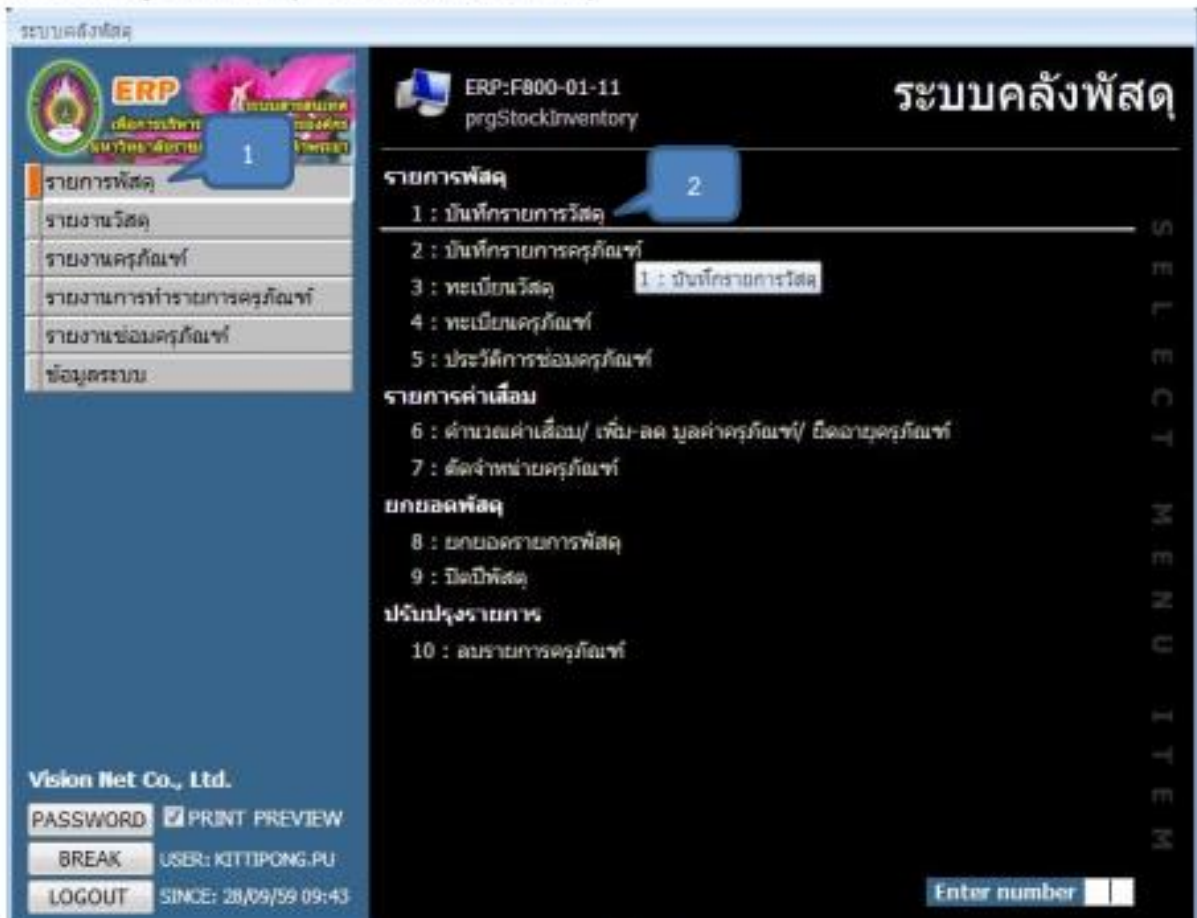 ระบบคลังพัสดุ
ERP
ระบบสารสนเทศ
1
รายการพัสดุ
รายงานวัสดุ
รายงานครุภัณฑ์
รายงานการทำรายการครุภัณฑ์
รายงานซ่อมครุภัณฑ์
ข้อมูลระบบ
Vision Net Co., Ltd.
PASSWORD PRINT PREVIEW
BREAK USER: KITTIPONG.PU
LOGOUT SINCE: 28/09/59 09:43
ERP:F800-01-11
prgStockInventory
ระบบคลังพัสดุ
รายการพัสดุ
2
1 : บันทึกรายการวัสดุ
2 : บันทึกรายการครุภัณฑ์
1 : บันทึกรายการวัสดุ
3 : ทะเบียนวัสดุ
4 : ทะเบียนครุภัณฑ์
5 : ประวัติการซ่อมครุภัณฑ์
รายการค่าเสื่อม
6 : คำนวณค่าเสื่อม/ เพิ่ม-ลด มูลค่าครุภัณฑ์/ ยืดอายุครุภัณฑ์
7 : ตัดจำหน่ายครุภัณฑ์
ยกยอดพัสดุ
8 : ยกยอดรายการพัสดุ
9 : ปิดปีพัสดุ
ปรับปรุงรายการ
10 : ลบรายการครุภัณฑ์
SELECT MENU ITEM
Enter number